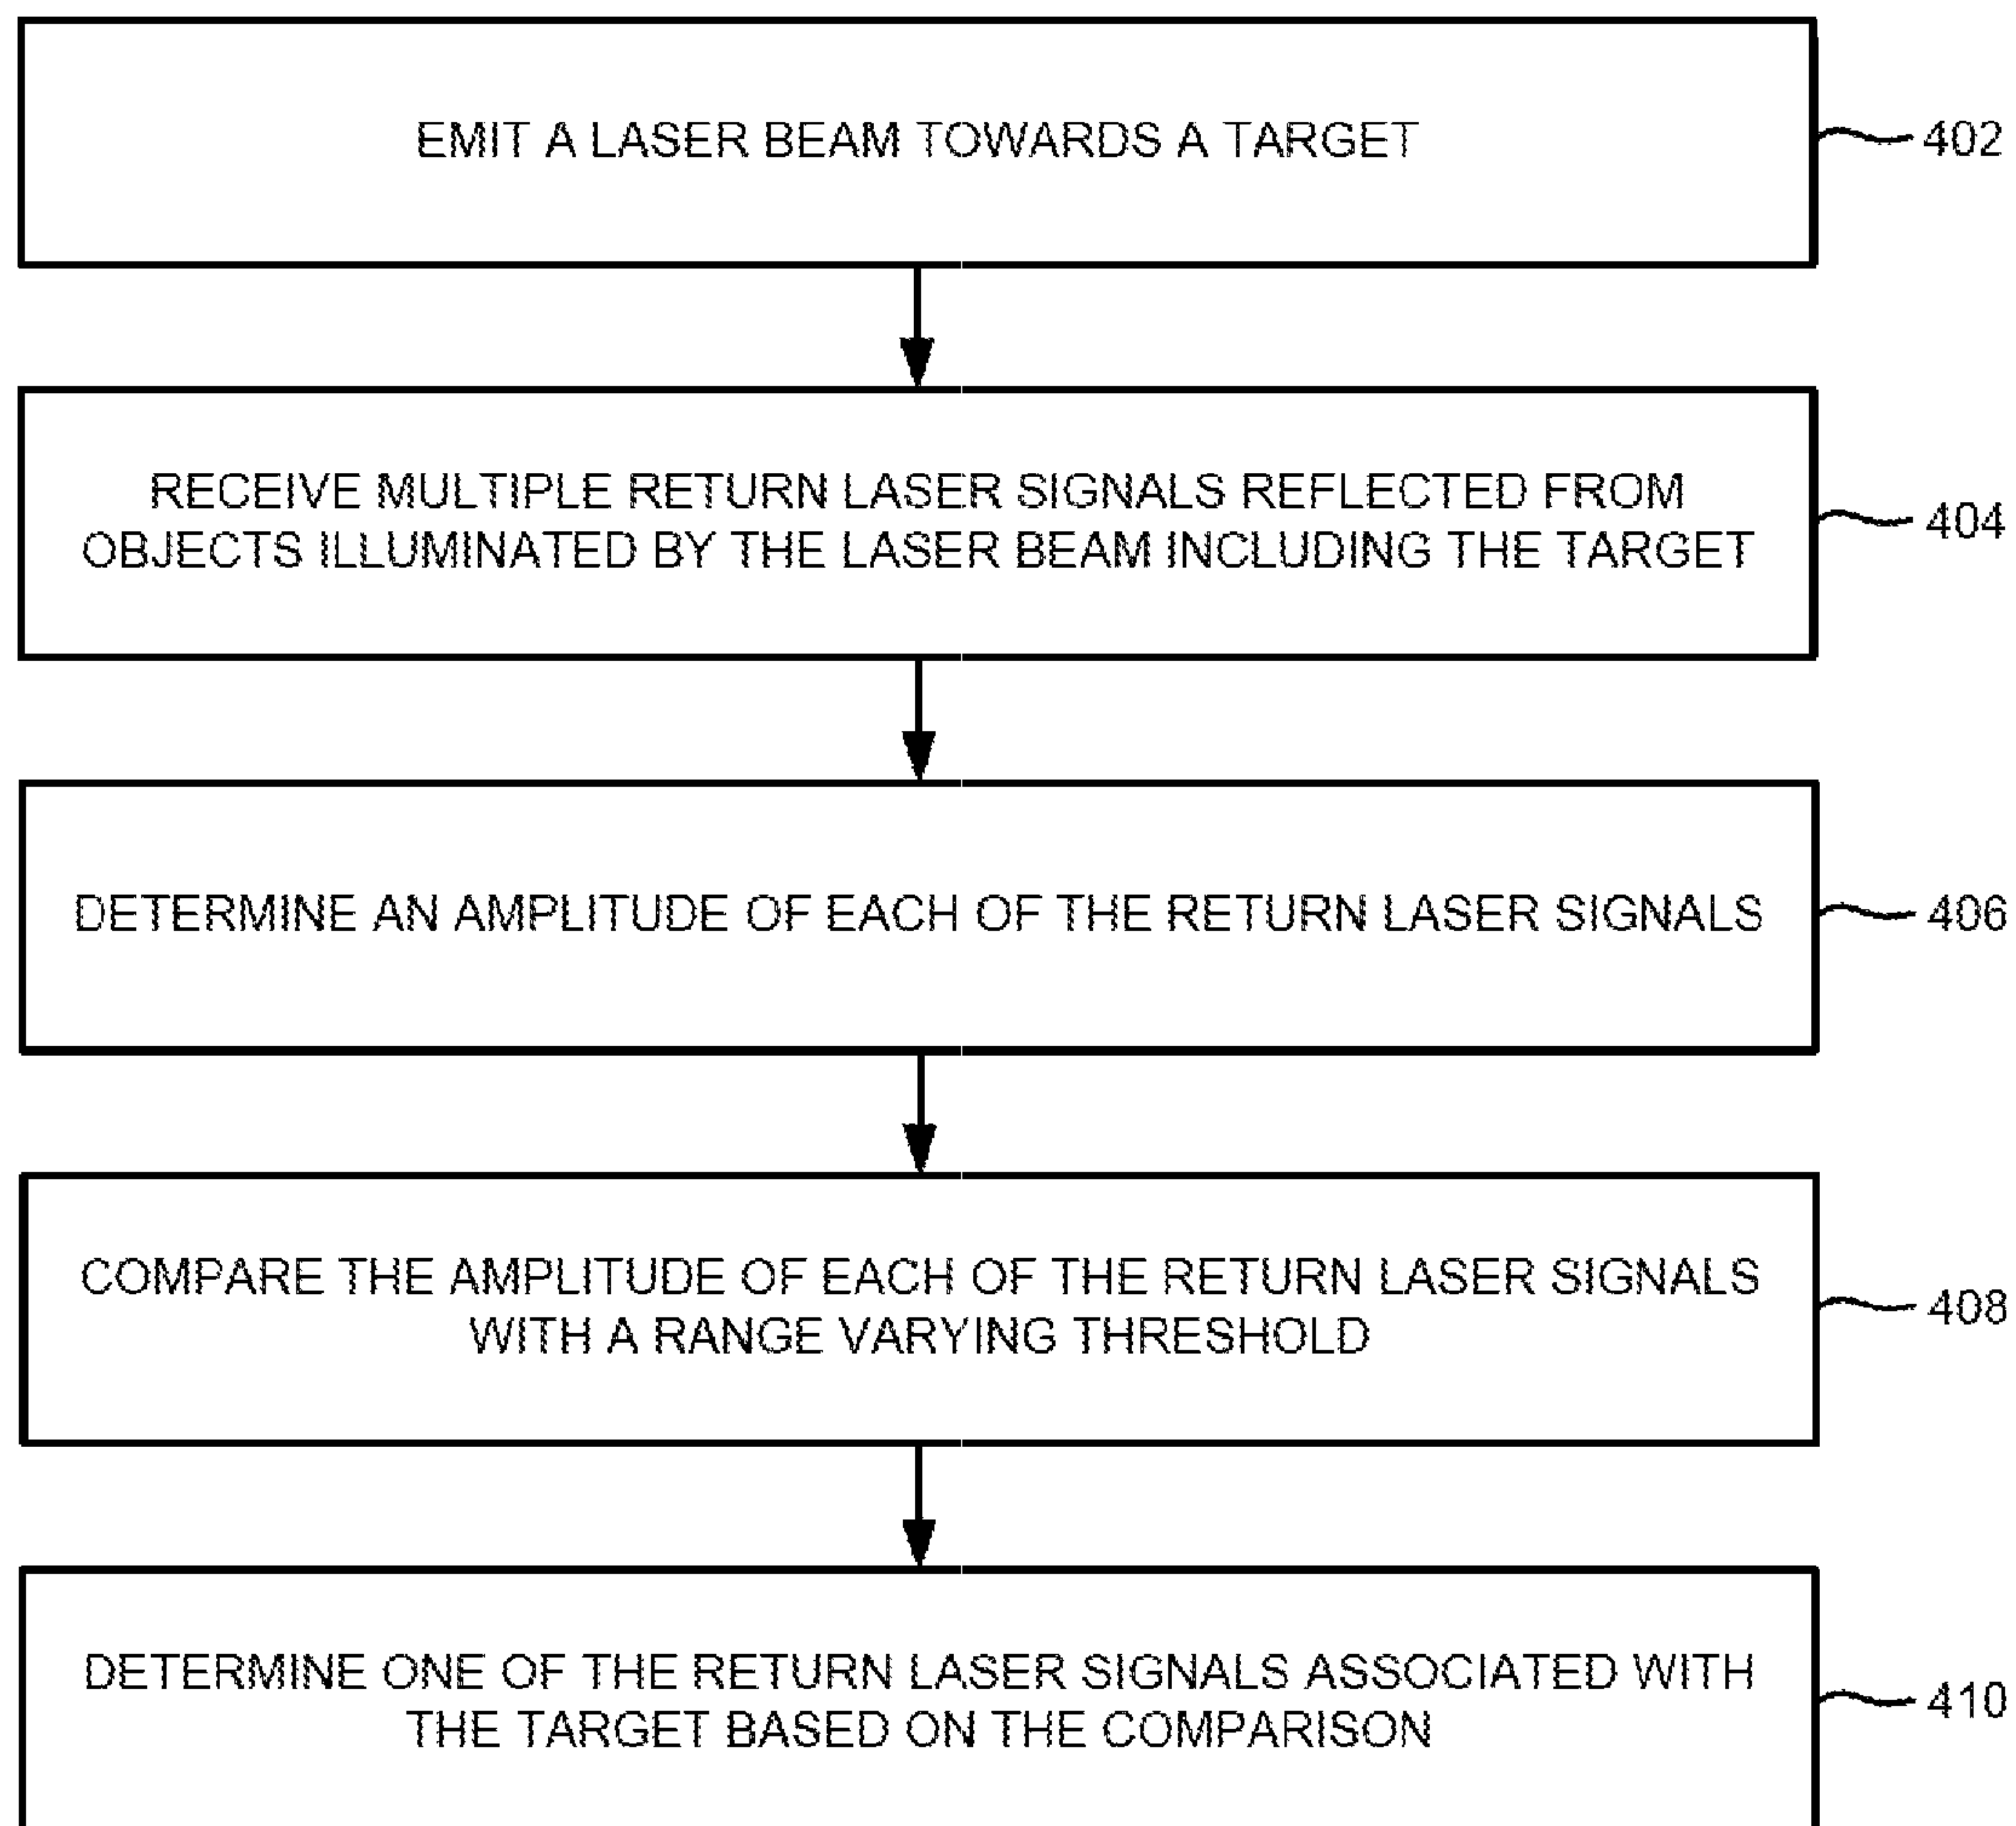 EMIT A LASER BEAM TOWARDS A TARGET
402
RECEIVE MULTIPLE RETURN LASER SIGNALS REFLECTED FROM
OBJECTS ILLUMINATED BY THE LASER BEAM INCLUDING THE TARGET
404
DETERMINE AN AMPLITUDE OF EACH OF THE RETURN LASER SIGNALS
406
COMPARE THE AMPLITUDE OF EACH OF THE RETURN LASER SIGNALS
WITH A RANGE VARYING THRESHOLD
408
DETERMINE ONE OF THE RETURN LASER SIGNALS ASSOCIATED WITH
THE TARGET BASED ON THE COMPARISON
410